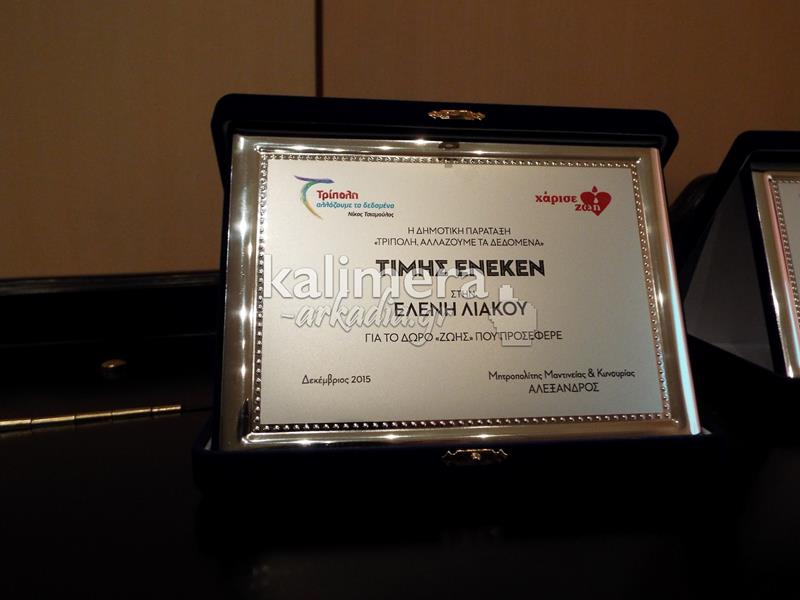 Τρίπολη
αλλάζουμε τα δεδομένα
Νίκος Τσιαμούλος
χάρισε
ζωή
Η ΔΗΜΟΤΙΚΗ ΠΑΡΑΤΑΞΗ
«ΤΡΙΠΟΛΗ, ΑΛΛΑΖΟΥΜΕ ΤΑ ΔΕΔΟΜΕΝΑ»
ΤΙΜΗΣ ΕΝΕΚΕΝ
kalimera
ΣΤΗΝ
-arkadia.gr
ΕΛΕΝΗ ΛΙΑΚΟΥ
ΓΙΑ ΤΟ ΔΩΡΟ «ΖΩΗΣ» ΠΟΥ ΠΡΟΣΕΦΕΡΕ
Δεκέμβριος 2015
Μητροπολίτης Μαντινείας & Κυνουρίας
ΑΛΕΞΑΝΔΡΟΣ